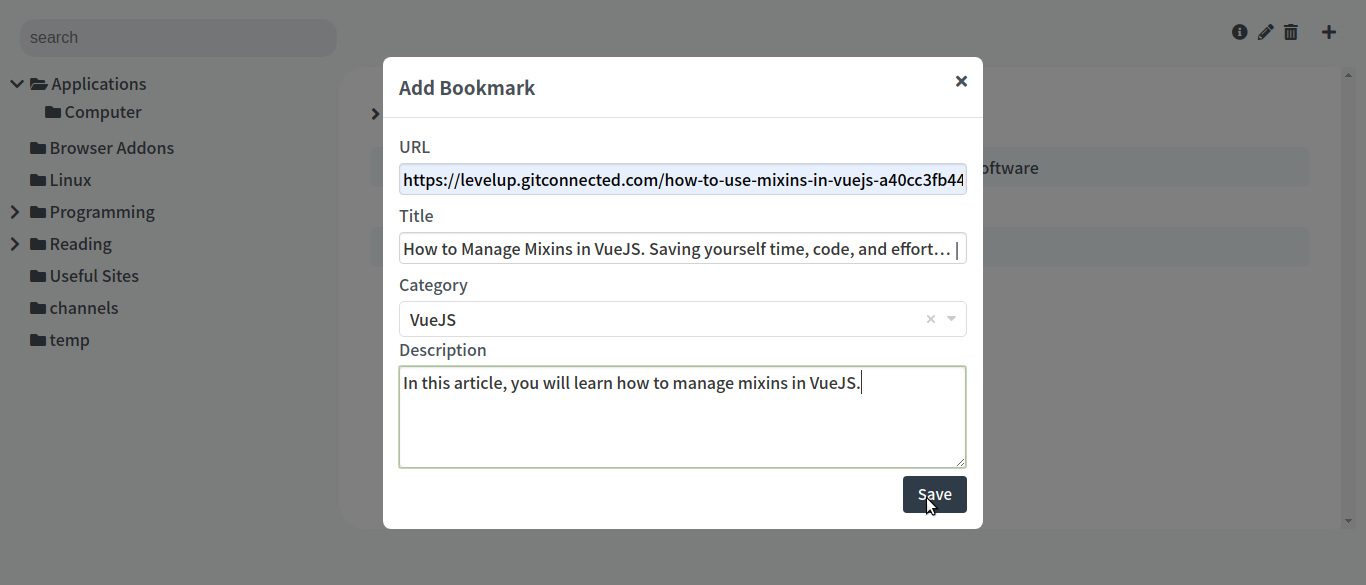 search
Applications
Computer
Browser Addons
Linux
Programming
Reading
Useful Sites
channels
temp
Add Bookmark
URL
https://levelup.gitconnected.com/how-to-use-mixins-in-vuejs-a40cc3fb44
Title
How to Manage Mixins in VueJS. Saving yourself time, code, and effort… |
Category
VueJS
Description
In this article, you will learn how to manage mixins in VueJS.
Save